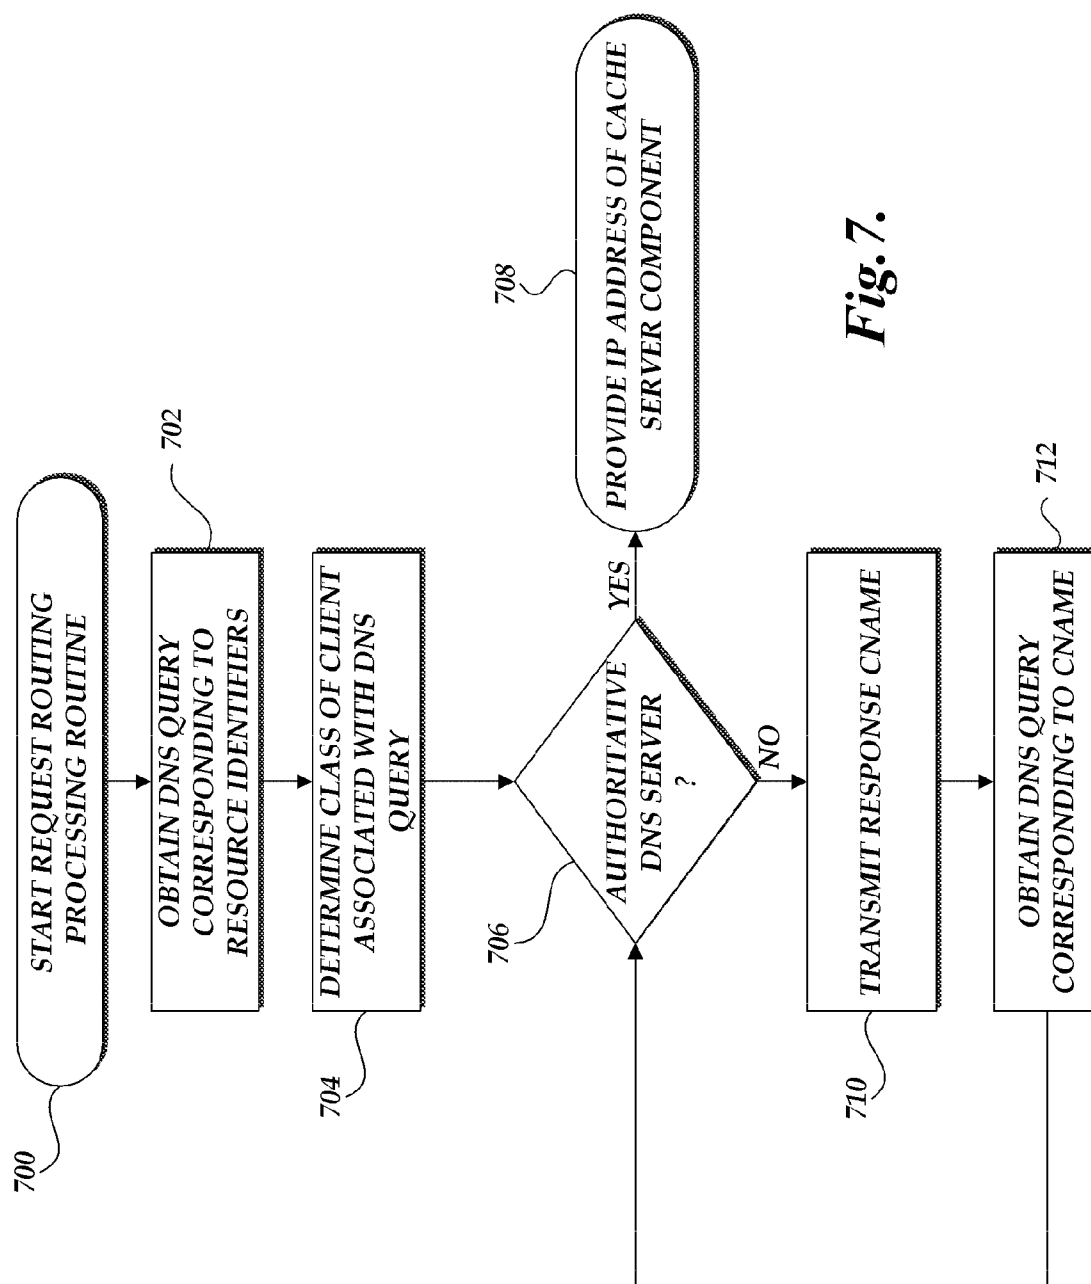 700
START REQUEST ROUTING
PROCESSING ROUTINE
702
OBTAIN DNS QUERY
CORRESPONDING TO
RESOURCE IDENTIFIERS
704
DETERMINE CLASS OF CLIENT
ASSOCIATED WITH DNS
QUERY
706
AUTHORITATIVE
DNS SERVER
?
YES
708
PROVIDE IP ADDRESS OF CACHE
SERVER COMPONENT
NO
710
TRANSMIT RESPONSE CNAME
712
OBTAIN DNS QUERY
CORRESPONDING TO CNAME
Fig. 7.